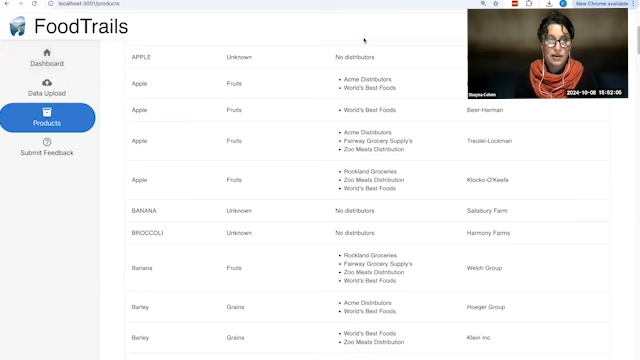 localhost:3001/products
New Chrome available
FoodTrails
Dashboard
Data Upload
Products
Submit Feedback
APPLE Unknown No distributors
Apple Fruits Acme Distributors
World's Best Foods
Apple Fruits World's Best Foods Beer-Herman
Apple Fruits Acme Distributors
Fairway Grocery Supply's Treutel-Lookman
Zoo Meats Distribution
Apple Fruits Rockland Groceries
Zoo Meats Distribution Klocko-O'Keefe
World's Best Foods
BANANA Unknown No distributors Salisbury Farm
BROCCOLI Unknown No distributors Harmony Farms
Banana Fruits Rockland Groceries
Fairway Grocery Supply's Welch Group
Zoo Meats Distribution
World's Best Foods
Barley Grains Acme Distributors Hoeger Group
World's Best Foods
Barley Grains World's Best Foods Klein Inc
Zoo Meats Distribution
Shayna Cohen 2024-10-08 15:52:05